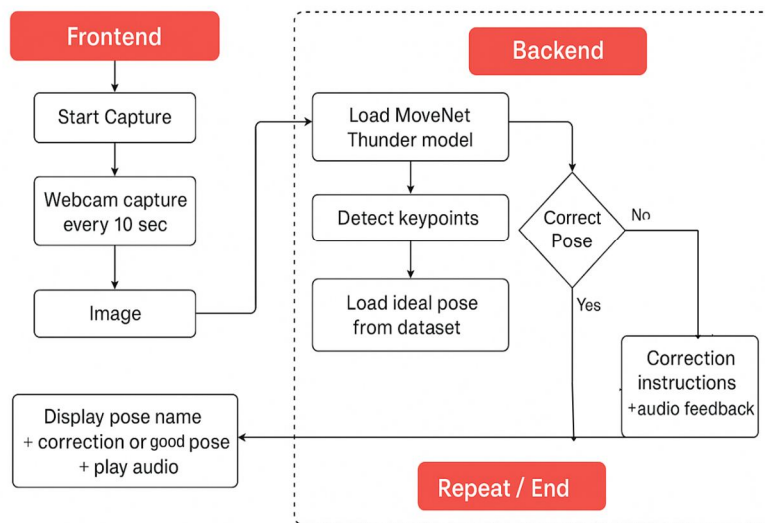 Frontend
Start Capture
Webcam capture
every 10 sec
Image
Backend
Load MoveNet
Thunder model
Detect keypoints
Load ideal pose
from dataset
Correct
Pose
No
Yes
Correction
instructions
+audio feedback
Display pose name
+ correction or good pose
+ play audio
Repeat / End